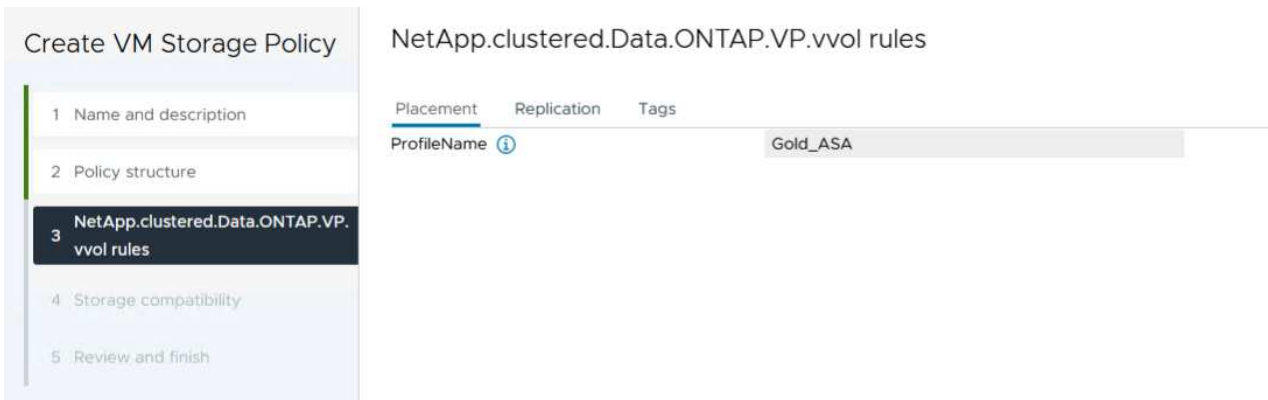 Create VM Storage Policy
1 Name and description
2 Policy structure
3 NetApp.clustered.Data.ONTAP.VP.
vvol rules
4 Storage compatibility
5 Review and finish
NetApp.clustered.Data.ONTAP.VP.vvol rules
Placement Replication Tags
ProfileName i Gold_ASA